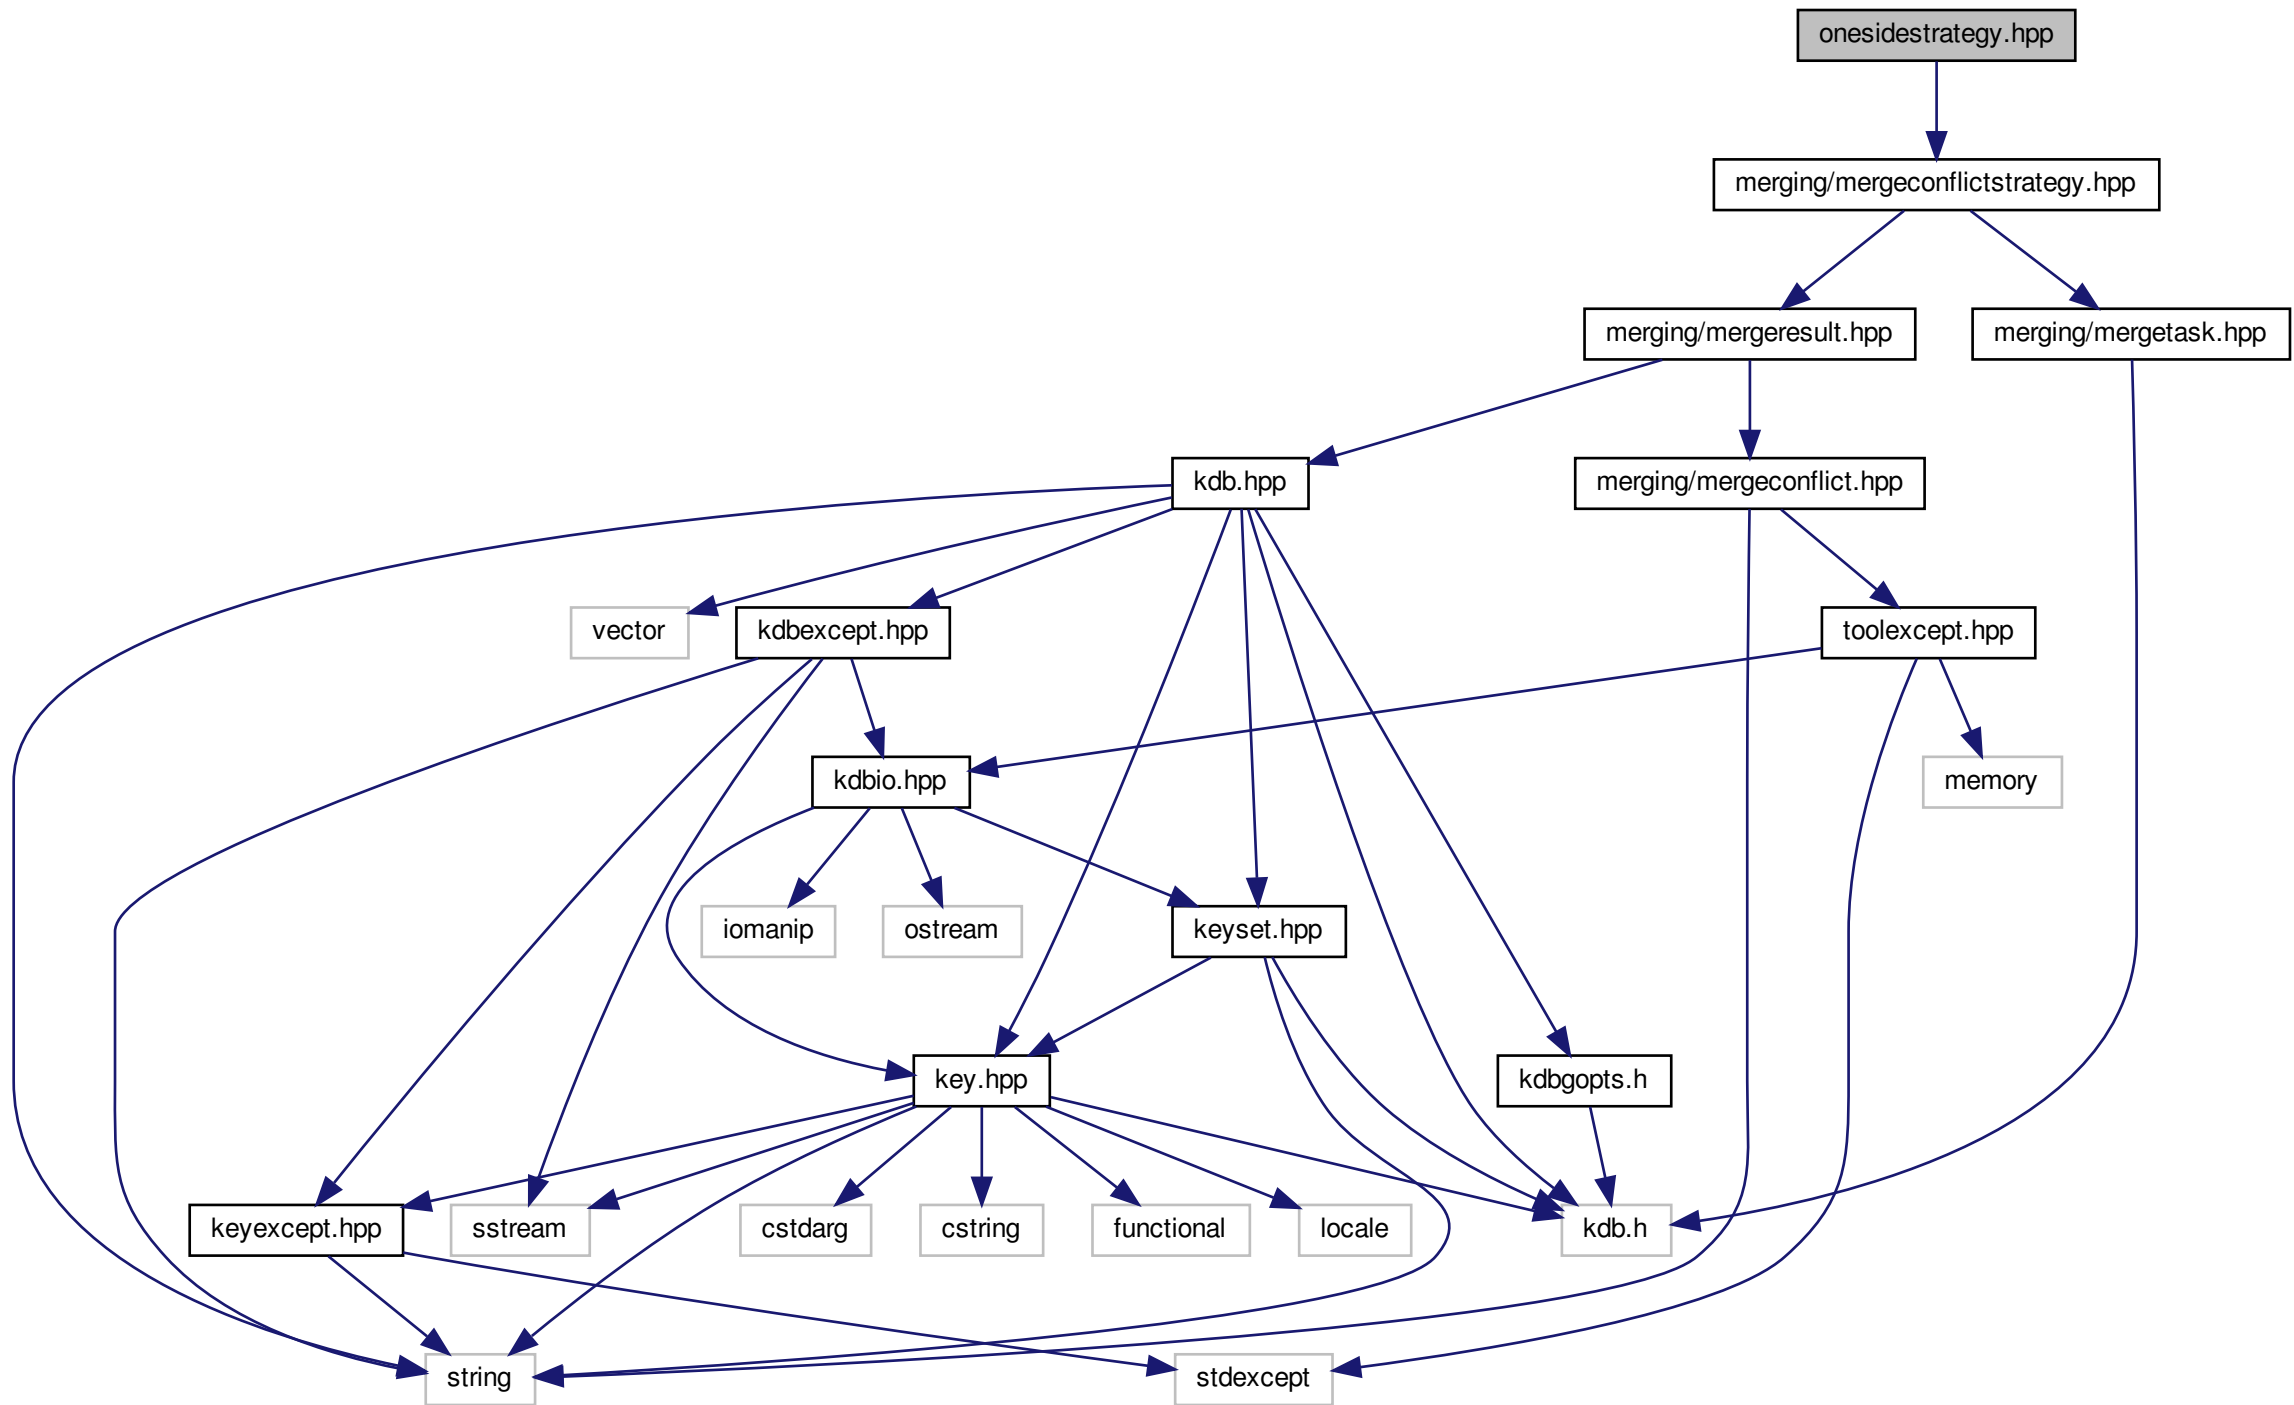 onesidestrategy.hpp
merging/mergeconflictstrategy.hpp
merging/mergeresult.hpp
merging/mergetask.hpp
kdb.hpp
merging/mergeconflict.hpp
vector
kdbexcept.hpp
toolexcept.hpp
kdbio.hpp
memory
iomanip
ostream
keyset.hpp
key.hpp
kdbgopts.h
keyexcept.hpp
sstream
cstdarg
cstring
functional
locale
kdb.h
string
stdexcept